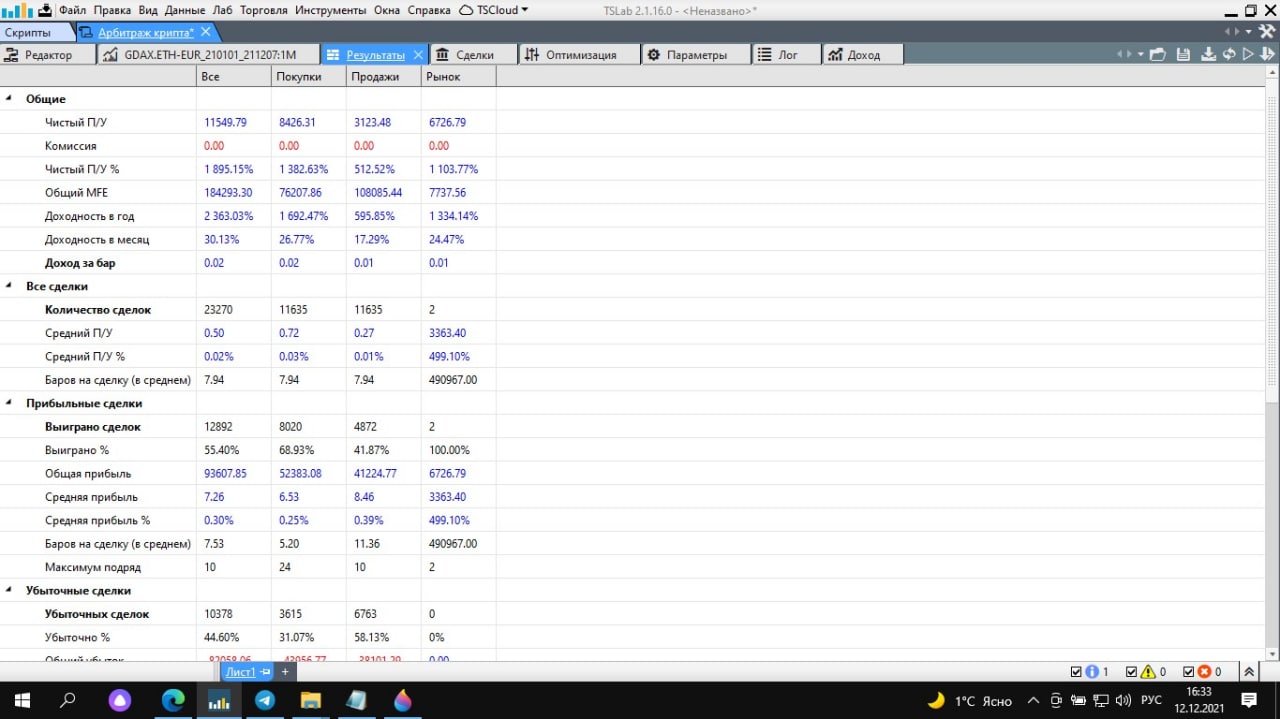 Файл Правка Вид Данные Лаб Торговля Инструменты Окна Справка TSCloud TSLab 2.1.16.0 - <Неназвано>*
Скрипты Арбитраж крипта*
Редактор GDAX.ETH-EUR_210101_211207:1M Результаты Сделки Оптимизация Параметры Лог Доход
Все Покупки Продажи Рынок
Общие
Чистый П/У 11549.79 8426.31 3123.48 6726.79
Комиссия 0.00 0.00 0.00 0.00
Чистый П/У % 1 895.15% 1 382.63% 512.52% 1 103.77%
Общий MFE 184293.30 76207.86 108085.44 7737.56
Доходность в год 2 363.03% 1 692.47% 595.85% 1 334.14%
Доходность в месяц 30.13% 26.77% 17.29% 24.47%
Доход за бар 0.02 0.02 0.01 0.01
Все сделки
Количество сделок 23270 11635 11635 2
Средний П/У 0.50 0.72 0.27 3363.40
Средний П/У % 0.02% 0.03% 0.01% 499.10%
Баров на сделку (в среднем) 7.94 7.94 7.94 490967.00
Прибыльные сделки
Выиграно сделок 12892 8020 4872 2
Выиграно % 55.40% 68.93% 41.87% 100.00%
Общая прибыль 93607.85 52383.08 41224.77 6726.79
Средняя прибыль 7.26 6.53 8.46 3363.40
Средняя прибыль % 0.30% 0.25% 0.39% 499.10%
Баров на сделку (в среднем) 7.53 5.20 11.36 490967.00
Максимум подряд 10 24 10 2
Убыточные сделки
Убыточных сделок 10378 3615 6763 0
Убыточно % 44.60% 31.07% 58.13% 0%
Общий убыток -82058.06 -43956.77 -38101.29 0.00
Лист1 + 1 0 0
1°C Ясно РУС 16:33
12.12.2021